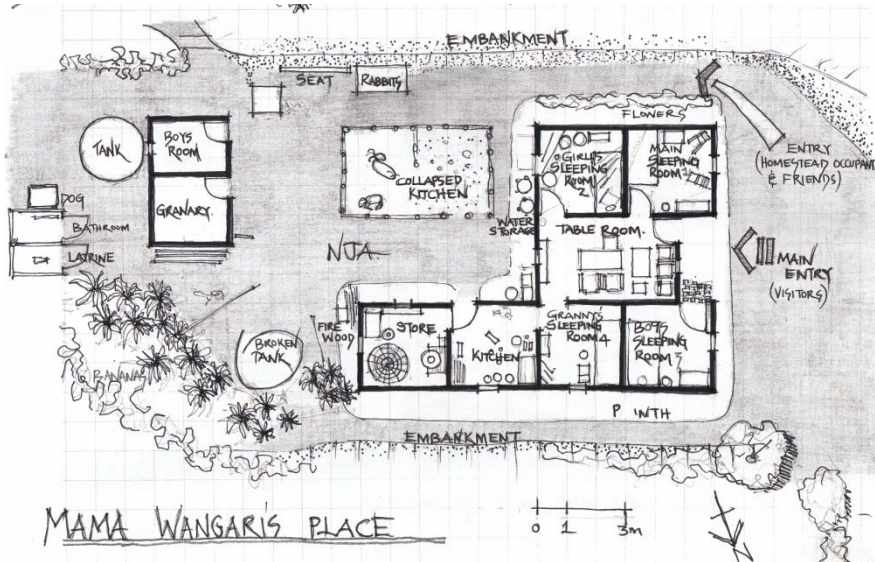 EMBANKMENT
SEAT
RABBITS
FLOWERS
ENTRY
(HOMESTEAD OCCUPANT
& FRIENDS)
TANK
BOYS
ROOM
GIRLS
SLEEPING
ROOM
2
MAIN
SLEEPING
ROOM 1
COLLAPSED
KITCHEN
DOG
BATHROOM
LATRINE
GRANARY
WATER
STORAGE
TABLE ROOM.
NJA.
MAIN
ENTRY
(VISITORS)
FIRE
WOOD
STORE
KITCHEN
GRANNY'S
SLEEPING
ROOM 4
BOYS
SLEEPING
ROOM 3
BROKEN
TANK
BANANAS
P INTH
EMBANKMENT
MAMA WANGARI'S PLACE
0 1 3m
N